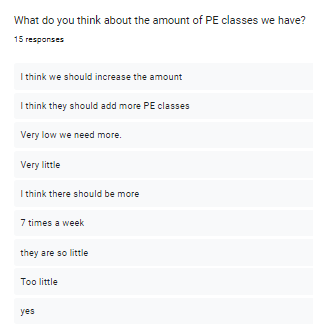 What do you think about the amount of PE classes we have?
15 responses
I think we should increase the amount
I think they should add more PE classes
Very low we need more.
Very little
I think there should be more
7 times a week
they are so little
Too little
yes